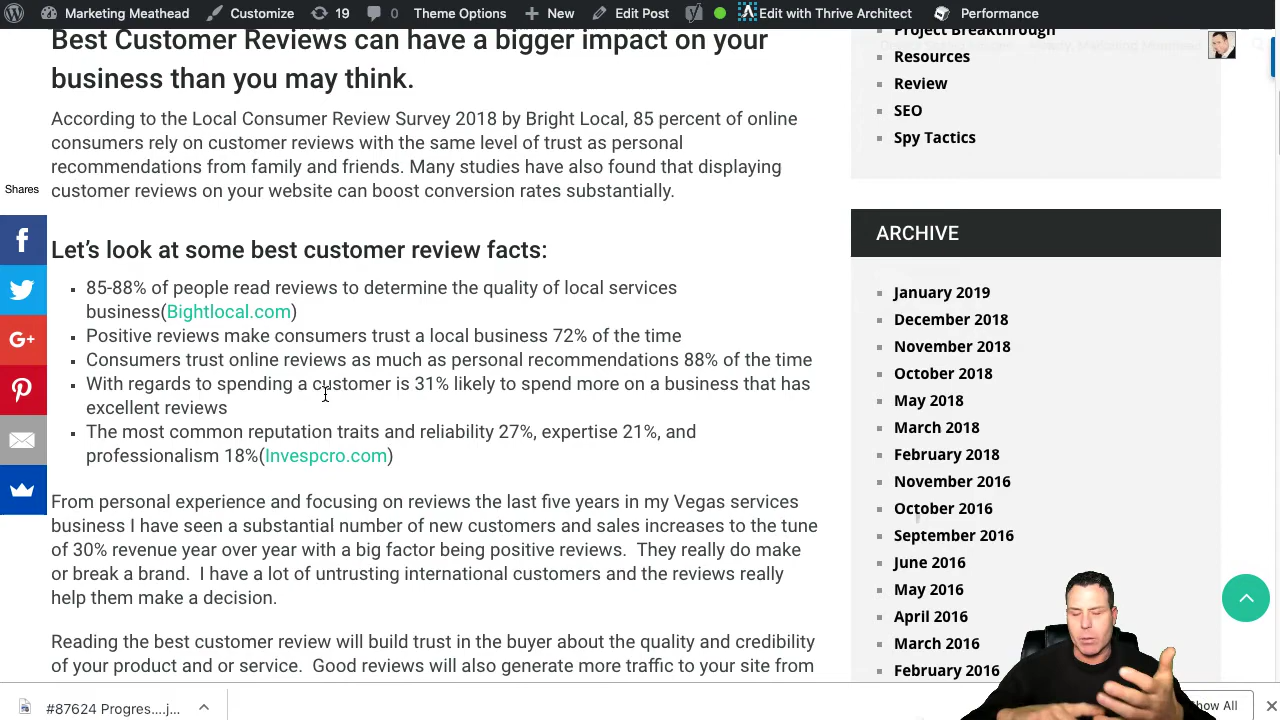 Marketing Meathead
Customize
19
0
Theme Options
New
Edit Post
Edit with Thrive Architect
Performance
Best Customer Reviews can have a bigger impact on your
business than you may think.
According to the Local Consumer Review Survey 2018 by Bright Local, 85 percent of online
consumers rely on customer reviews with the same level of trust as personal
recommendations from family and friends. Many studies have also found that displaying
customer reviews on your website can boost conversion rates substantially.
Shares
Let's look at some best customer review facts:
85-88% of people read reviews to determine the quality of local services
business(Bightlocal.com)
Positive reviews make consumers trust a local business 72% of the time
Consumers trust online reviews as much as personal recommendations 88% of the time
With regards to spending a customer is 31% likely to spend more on a business that has
excellent reviews
The most common reputation traits and reliability 27%, expertise 21%, and
professionalism 18%(Invespcro.com)
From personal experience and focusing on reviews the last five years in my Vegas services
business I have seen a substantial number of new customers and sales increases to the tune
of 30% revenue year over year with a big factor being positive reviews.  They really do make
or break a brand.  I have a lot of untrusting international customers and the reviews really
help them make a decision.
Reading the best customer review will build trust in the buyer about the quality and credibility
of your product and or service.  Good reviews will also generate more traffic to your site from
Project Breakthrough
Resources
Review
SEO
Spy Tactics
ARCHIVE
January 2019
December 2018
November 2018
October 2018
May 2018
March 2018
February 2018
November 2016
October 2016
September 2016
June 2016
May 2016
April 2016
March 2016
February 2016
#87624 Progres....j...
Show All